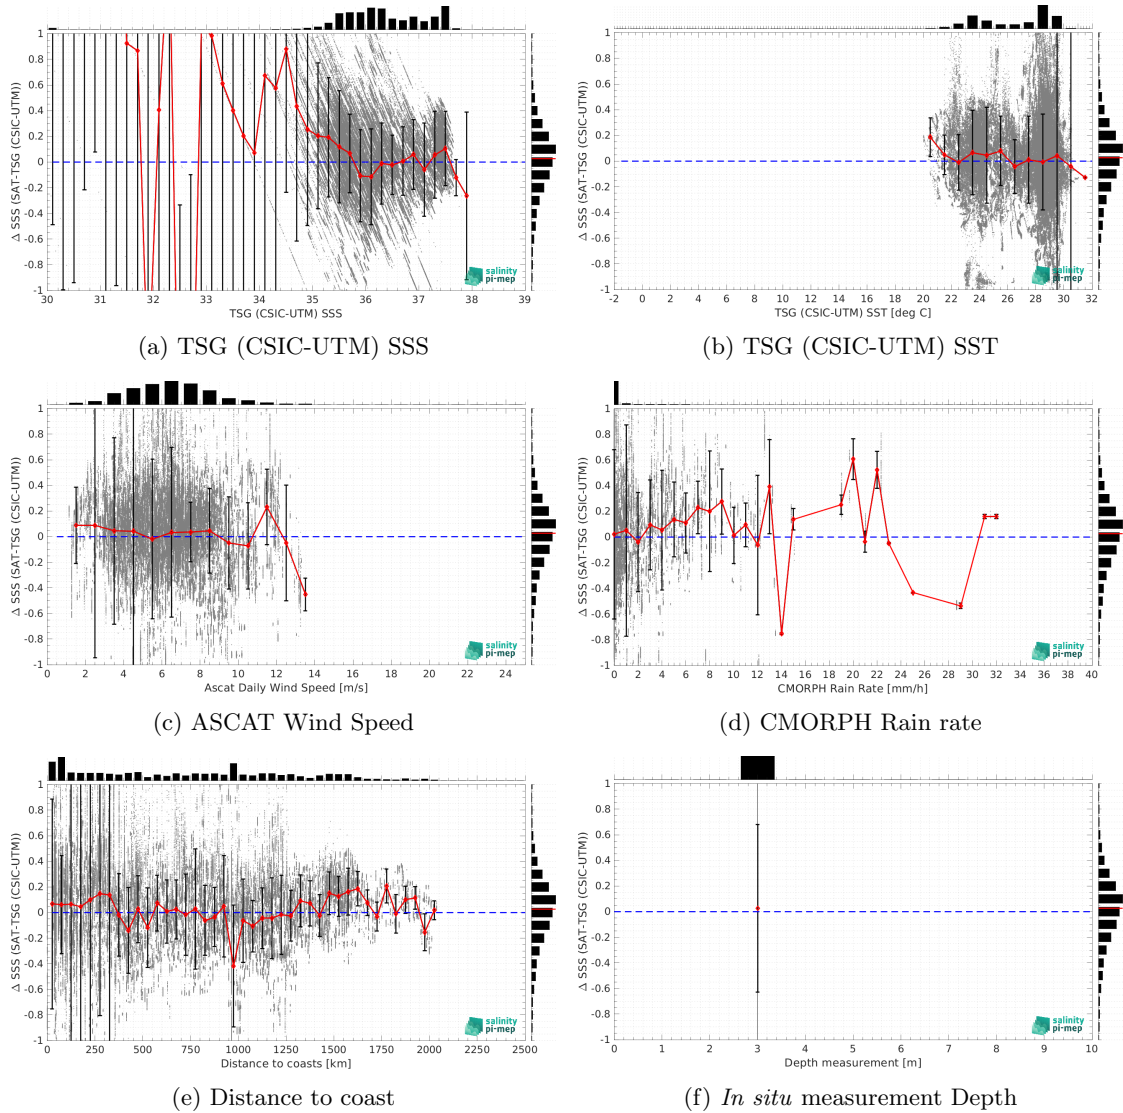 1
0.8
0.6
0.4
0.2
0
-0.2
-0.4
-0.6
-0.8
-1
Δ SSS (SAT-TSG (CSIC-UTM))
salinity
pi-mep
30 31 32 33 34 35 36 37 38 39
TSG (CSIC-UTM) SSS
(a) TSG (CSIC-UTM) SSS
1
0.8
0.6
0.4
0.2
0
-0.2
-0.4
-0.6
-0.8
-1
Δ SSS (SAT-TSG (CSIC-UTM))
salinity
pi-mep
-2 0 2 4 6 8 10 12 14 16 18 20 22 24 26 28 30 32
TSG (CSIC-UTM) SST [deg C]
(b) TSG (CSIC-UTM) SST
1
0.8
0.6
0.4
0.2
0
-0.2
-0.4
-0.6
-0.8
-1
Δ SSS (SAT-TSG (CSIC-UTM))
salinity
pi-mep
0 2 4 6 8 10 12 14 16 18 20 22 24
Ascat Daily Wind Speed [m/s]
(c) ASCAT Wind Speed
1
0.8
0.6
0.4
0.2
0
-0.2
-0.4
-0.6
-0.8
-1
Δ SSS (SAT-TSG (CSIC-UTM))
salinity
pi-mep
0 2 4 6 8 10 12 14 16 18 20 22 24 26 28 30 32 34 36 38 40
CMORPH Rain Rate [mm/h]
(d) CMORPH Rain rate
1
0.8
0.6
0.4
0.2
0
-0.2
-0.4
-0.6
-0.8
-1
Δ SSS (SAT-TSG (CSIC-UTM))
salinity
pi-mep
0 250 500 750 1000 1250 1500 1750 2000 2250 2500
Distance to coasts [km]
(e) Distance to coast
1
0.8
0.6
0.4
0.2
0
-0.2
-0.4
-0.6
-0.8
-1
Δ SSS (SAT-TSG (CSIC-UTM))
salinity
pi-mep
0 1 2 3 4 5 6 7 8 9 10
Depth measurement [m]
(f) In situ measurement Depth